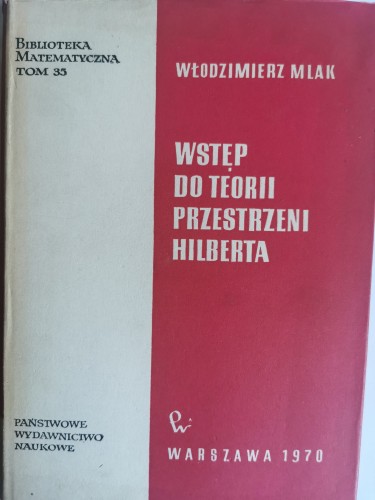 BIBLIOTEKA
MATEMATYCZNA
TOM 35
WŁODZIMIERZ MLAK
WSTĘP
DO TEORII
PRZESTRZENI
HILBERTA
PAŃSTWOWE
WYDAWNICTWO
NAUKOWE
WARSZAWA 1970